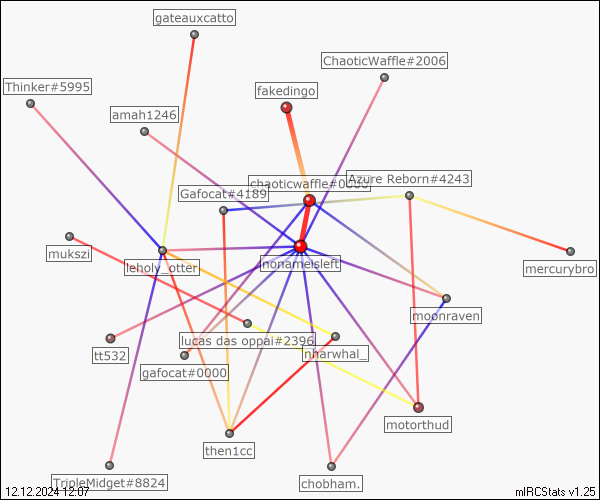 gateauxcatto
ChaoticWaffle#2006
Thinker#5995
fakedingo
amah1246
chaoticwaffle#0000
Azure Reborn#4243
Gafocat#4189
mukszi
leholy_otter
nonameisleft
mercurybro
moonraven
lucas das oppai#2396
tt532
nharwhal_
gafocat#0000
motorthud
then1cc
TripleMidget#8824
chobham.
12.12.2024 12:07
mIRCStats v1.25